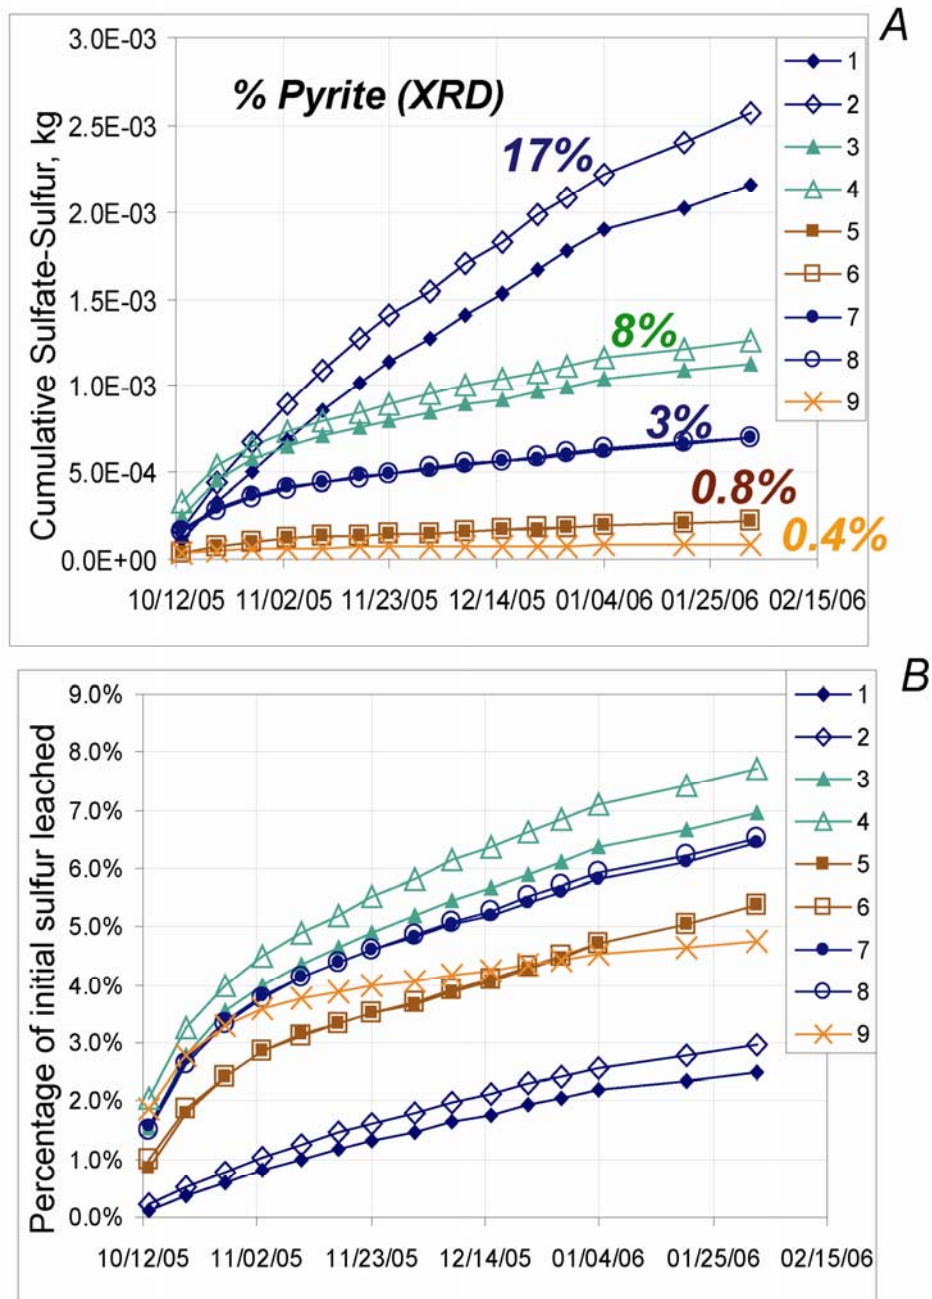 A
Cumulative Sulfate-Sulfur, kg
3.0E-03
2.5E-03
2.0E-03
1.5E-03
1.0E-03
5.0E-04
0.0E+00
% Pyrite (XRD)
17%
8%
3%
0.8%
0.4%
1
2
3
4
5
6
7
8
9
10/12/05 11/02/05 11/23/05 12/14/05 01/04/06 01/25/06 02/15/06
B
Percentage of initial sulfur leached
9.0%
8.0%
7.0%
6.0%
5.0%
4.0%
3.0%
2.0%
1.0%
0.0%
1
2
3
4
5
6
7
8
9
10/12/05 11/02/05 11/23/05 12/14/05 01/04/06 01/25/06 02/15/06